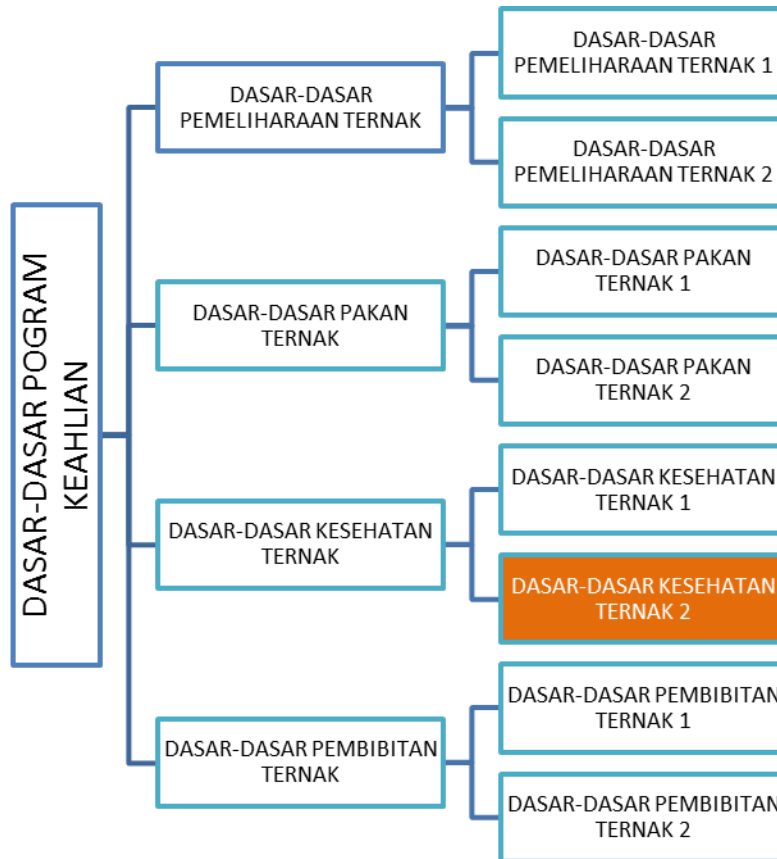 DASAR-DASAR POGRAM
KEAHLIAN
DASAR-DASAR
PEMELIHARAAN TERNAK
DASAR-DASAR
PEMELIHARAAN TERNAK 1
DASAR-DASAR
PEMELIHARAAN TERNAK 2
DASAR-DASAR PAKAN
TERNAK
DASAR-DASAR PAKAN
TERNAK 1
DASAR-DASAR PAKAN
TERNAK 2
DASAR-DASAR KESEHATAN
TERNAK
DASAR-DASAR KESEHATAN
TERNAK 1
DASAR-DASAR KESEHATAN
TERNAK 2
DASAR-DASAR PEMBIBITAN
TERNAK
DASAR-DASAR PEMBIBITAN
TERNAK 1
DASAR-DASAR PEMBIBITAN
TERNAK 2